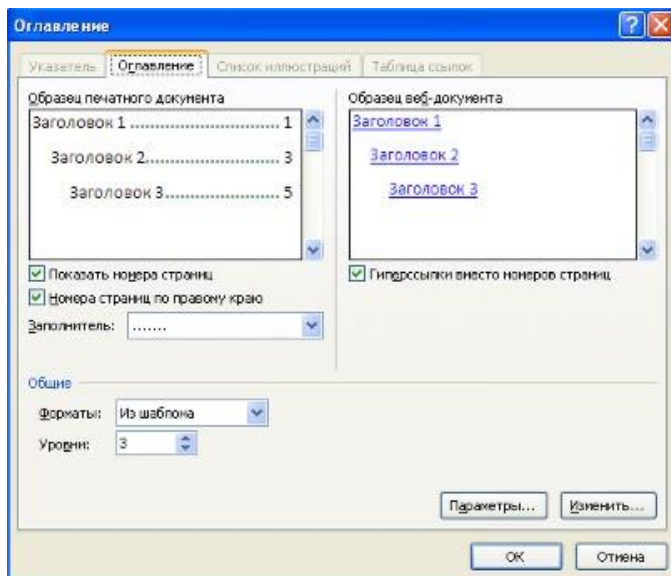 Оглавление
Указатель Оглавление Список иллюстраций Таблица ссылок
Образец печатного документа
Заголовок 1 ................................ 1
Заголовок 2............................. 3
Заголовок 3......................... 5
Образец веб-документа
Заголовок 1
Заголовок 2
Заголовок 3
Показать номера страниц
Номера страниц по правому краю
Заполнитель: .......
Гиперссылки вместо номеров страниц
Общие
Форматы: Из шаблона
Уровни: 3
Параметры... Изменить...
ОК Отмена